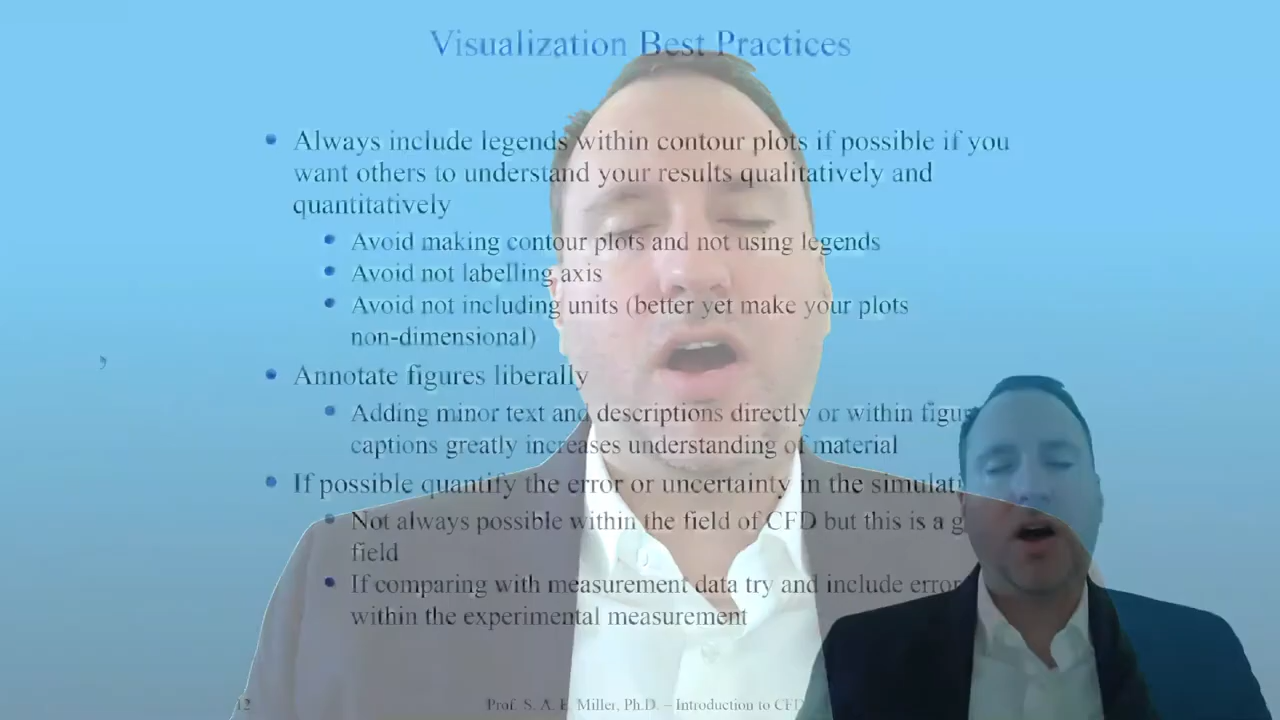 Visualization Best Practices
• Always include legends within contour plots if possible if you
want others to understand your results qualitatively and
quantitatively
• Avoid making contour plots and not using legends
• Avoid not labelling axis
• Avoid not including units (better yet make your plots
non-dimensional)
,
• Annotate figures liberally
• Adding minor text and descriptions directly or within figu
captions greatly increases understanding of material
• If possible quantify the error or uncertainty in the simulati
• Not always possible within the field of CFD but this is a g
field
• If comparing with measurement data try and include error
within the experimental measurement
12
Prof. S. A. E. Miller, Ph.D. – Introduction to CFD